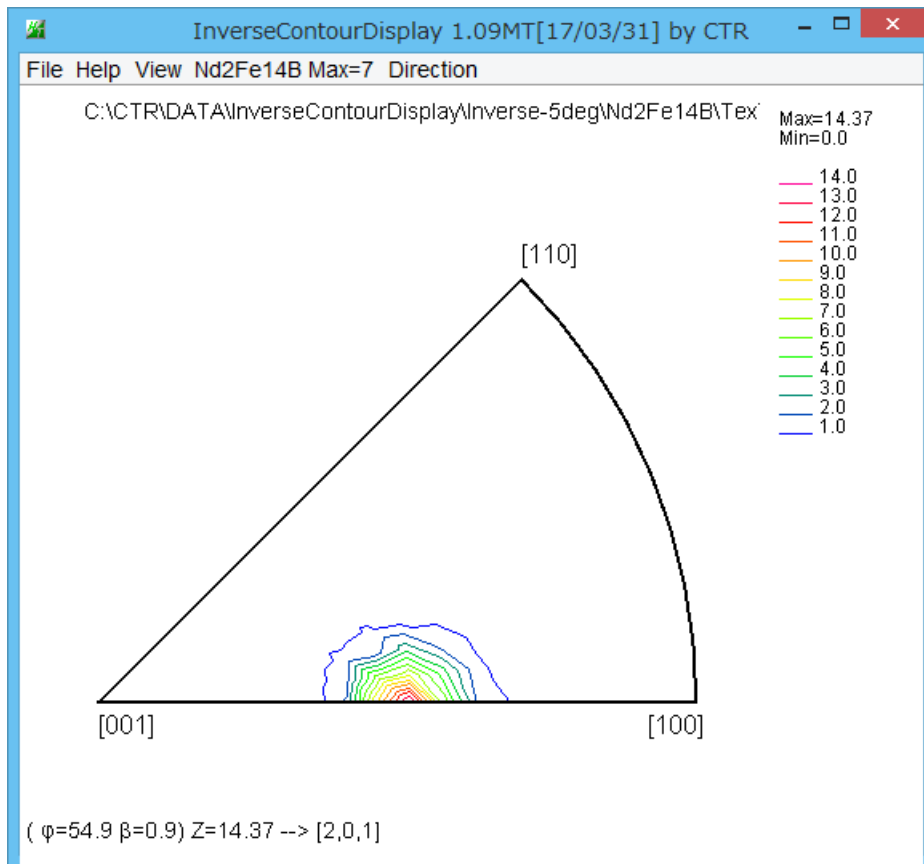 InverseContourDisplay 1.09MT[17/03/31] by CTR
File Help View Nd2Fe14B Max=7 Direction
C:\CTR\DATA\InverseContourDisplay\Inverse-5deg\Nd2Fe14B\Tex
Max=14.37
Min=0.0
14.0
13.0
12.0
11.0
10.0
9.0
8.0
7.0
6.0
5.0
4.0
3.0
2.0
1.0
[110]
[001]
[100]
( φ=54.9 β=0.9) Z=14.37 --> [2,0,1]